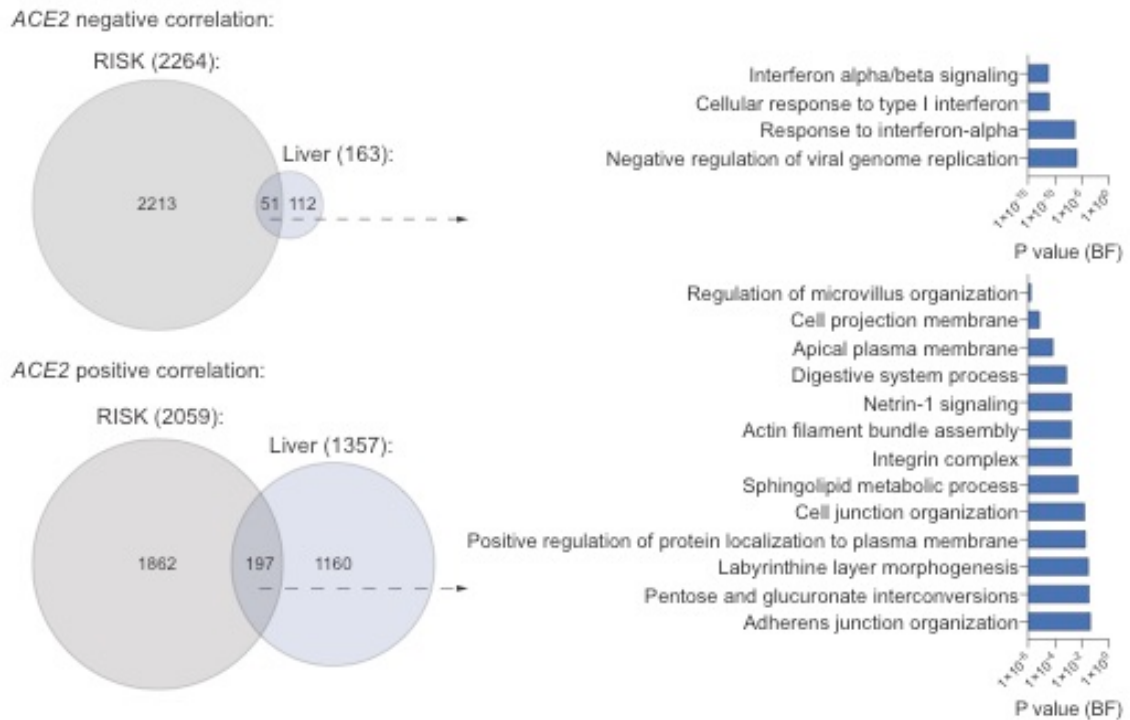 ACE2 negative correlation:
RISK (2264):
Liver (163):
2213
51
112
Interferon alpha/beta signaling
Cellular response to type I interferon
Response to interferon-alpha
Negative regulation of viral genome replication
1×10⁻¹⁵
1×10⁻¹⁰
1×10⁻⁵
1×10⁰
P value (BF)
ACE2 positive correlation:
RISK (2059):
Liver (1357):
1862
197
1160
Regulation of microvillus organization
Cell projection membrane
Apical plasma membrane
Digestive system process
Netrin-1 signaling
Actin filament bundle assembly
Integrin complex
Sphingolipid metabolic process
Cell junction organization
Positive regulation of protein localization to plasma membrane
Labyrinthine layer morphogenesis
Pentose and glucuronate interconversions
Adherens junction organization
1×10⁻⁶
1×10⁻⁴
1×10⁻²
1×10⁰
P value (BF)